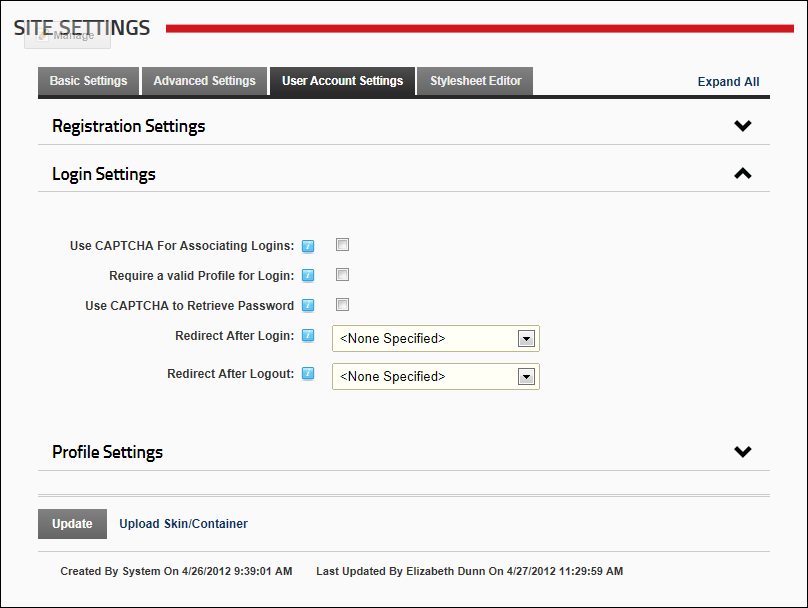 SITE SETTINGS
Manage
Basic Settings Advanced Settings User Account Settings Stylesheet Editor Expand All
Registration Settings
Login Settings
Use CAPTCHA For Associating Logins:
Require a valid Profile for Login:
Use CAPTCHA to Retrieve Password
Redirect After Login: <None Specified>
Redirect After Logout: <None Specified>
Profile Settings
Update Upload Skin/Container
Created By System On 4/26/2012 9:39:01 AM Last Updated By Elizabeth Dunn On 4/27/2012 11:29:59 AM